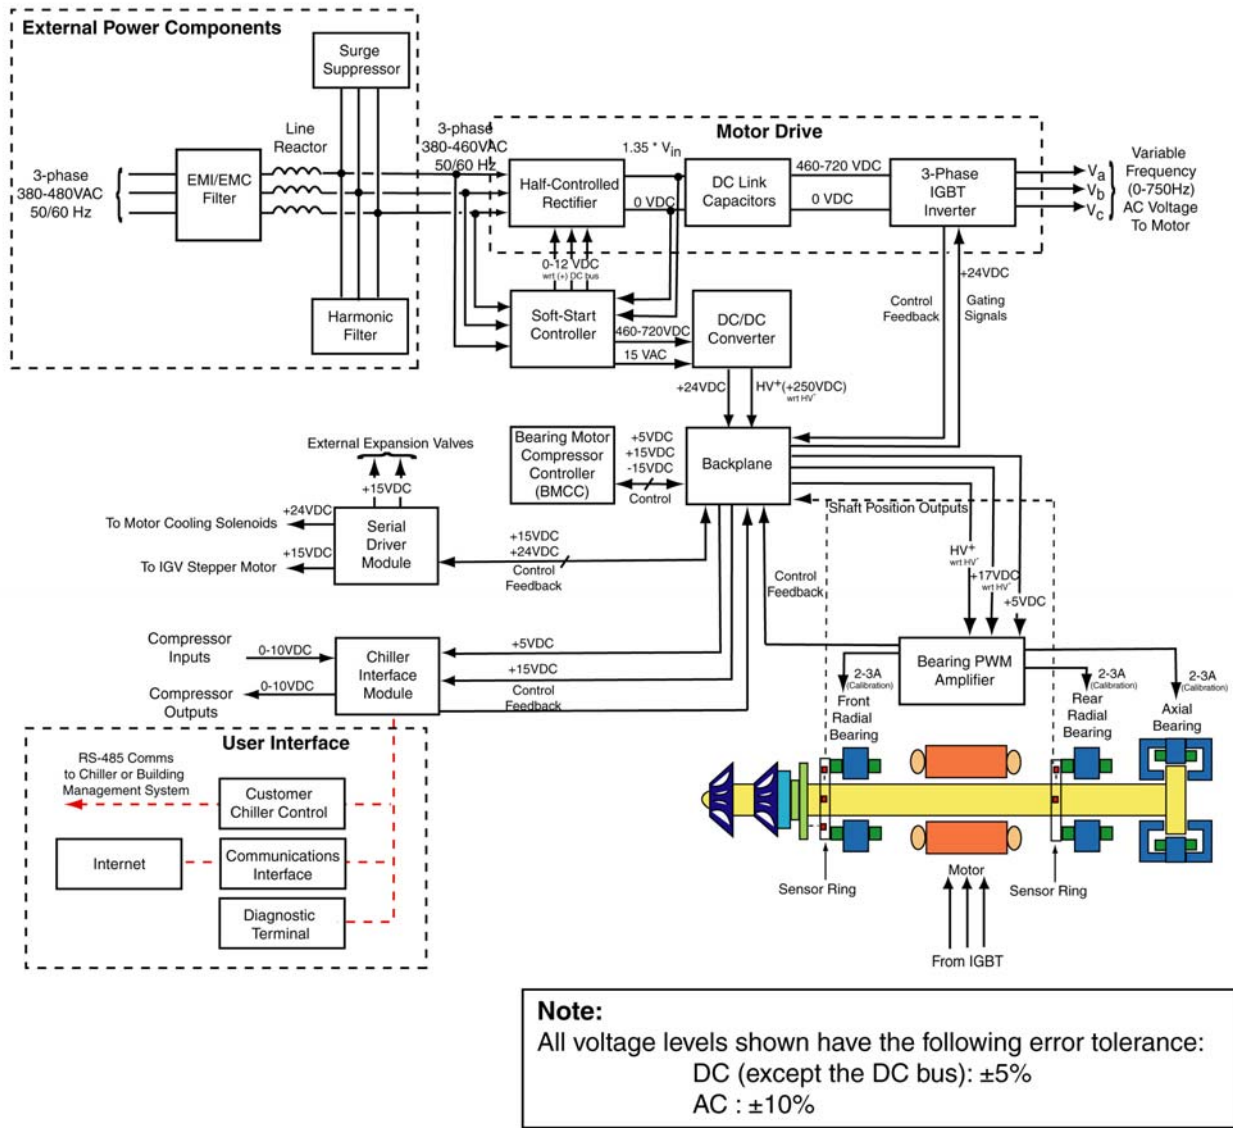 External Power Components
Surge
Suppressor
Line
Reactor
3-phase
380-480VAC
50/60 Hz
EMI/EMC
Filter
Harmonic
Filter
3-phase
380-460VAC
50/60 Hz
Motor Drive
1.35 * Vin
Half-Controlled
Rectifier
0 VDC
DC Link
Capacitors
460-720 VDC
0 VDC
3-Phase
IGBT
Inverter
Va
Vb
Vc
Variable
Frequency
(0-750Hz)
AC Voltage
To Motor
0-12 VDC
wrt (+) DC bus
Soft-Start
Controller
460-720VDC
15 VAC
DC/DC
Converter
+24VDC
Control
Feedback
Gating
Signals
+24VDC
HV+(+250VDC)
wrt HV-
Bearing Motor
Compressor
Controller
(BMCC)
+5VDC
+15VDC
-15VDC
Control
Backplane
External Expansion Valves
+15VDC
+24VDC
To Motor Cooling Solenoids
+15VDC
To IGV Stepper Motor
Serial
Driver
Module
+15VDC
+24VDC
Control
Feedback
Shaft Position Outputs
HV+
wrt HV-
+17VDC
wrt HV-
+5VDC
Control
Feedback
Compressor
Inputs
0-10VDC
Compressor
Outputs
0-10VDC
Chiller
Interface
Module
+5VDC
+15VDC
Control
Feedback
Bearing PWM
Amplifier
2-3A
(Calibration)
Front
Radial
Bearing
2-3A
(Calibration)
Rear
Radial
Bearing
2-3A
(Calibration)
Axial
Bearing
User Interface
RS-485 Comms
to Chiller or Building
Management System
Customer
Chiller Control
Internet
Communications
Interface
Diagnostic
Terminal
Sensor Ring
Motor
Sensor Ring
From IGBT
Note:
All voltage levels shown have the following error tolerance:
DC (except the DC bus): ±5%
AC : ±10%